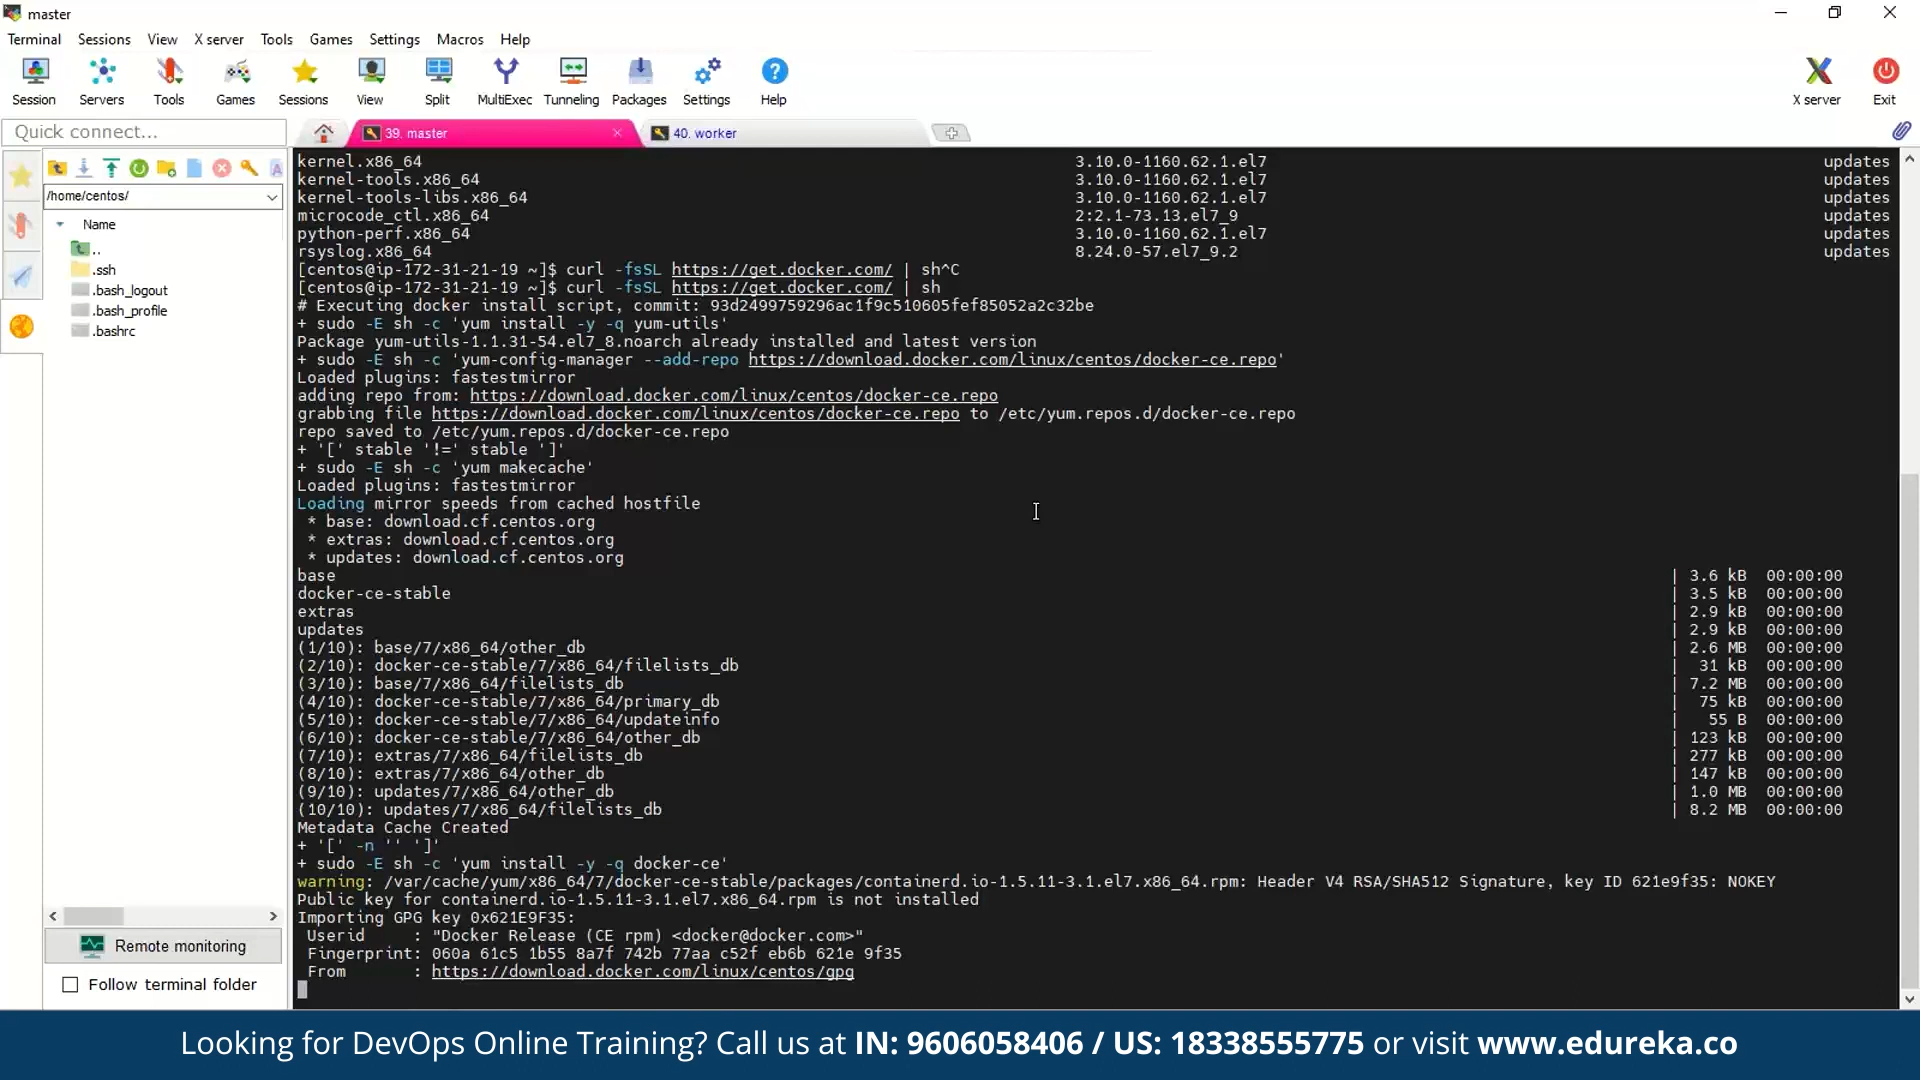 master
Terminal Sessions View X server Tools Games Settings Macros Help
Session Servers Tools Games Sessions View Split MultiExec Tunneling Packages Settings Help X server Exit
Quick connect...
39. master
40. worker
/home/centos/
Name
..
.ssh
.bash_logout
.bash_profile
.bashrc
Remote monitoring
Follow terminal folder
kernel.x86_64 3.10.0-1160.62.1.el7 updates
kernel-tools.x86_64 3.10.0-1160.62.1.el7 updates
kernel-tools-libs.x86_64 3.10.0-1160.62.1.el7 updates
microcode_ctl.x86_64 2:2.1-73.13.el7_9 updates
python-perf.x86_64 3.10.0-1160.62.1.el7 updates
rsyslog.x86_64 8.24.0-57.el7_9.2 updates
[centos@ip-172-31-21-19 ~]$ curl -fsSL https://get.docker.com/ | sh^C
[centos@ip-172-31-21-19 ~]$ curl -fsSL https://get.docker.com/ | sh
# Executing docker install script, commit: 93d2499759296ac1f9c510605fef85052a2c32be
+ sudo -E sh -c 'yum install -y -q yum-utils'
Package yum-utils-1.1.31-54.el7_8.noarch already installed and latest version
+ sudo -E sh -c 'yum-config-manager --add-repo https://download.docker.com/linux/centos/docker-ce.repo'
Loaded plugins: fastestmirror
adding repo from: https://download.docker.com/linux/centos/docker-ce.repo
grabbing file https://download.docker.com/linux/centos/docker-ce.repo to /etc/yum.repos.d/docker-ce.repo
repo saved to /etc/yum.repos.d/docker-ce.repo
+ '[' stable '!=' stable ']'
+ sudo -E sh -c 'yum makecache'
Loaded plugins: fastestmirror
Loading mirror speeds from cached hostfile
* base: download.cf.centos.org
* extras: download.cf.centos.org
* updates: download.cf.centos.org
base | 3.6 kB 00:00:00
docker-ce-stable | 3.5 kB 00:00:00
extras | 2.9 kB 00:00:00
updates | 2.9 kB 00:00:00
(1/10): base/7/x86_64/other_db | 2.6 MB 00:00:00
(2/10): docker-ce-stable/7/x86_64/filelists_db | 31 kB 00:00:00
(3/10): base/7/x86_64/filelists_db | 7.2 MB 00:00:00
(4/10): docker-ce-stable/7/x86_64/primary_db | 75 kB 00:00:00
(5/10): docker-ce-stable/7/x86_64/updateinfo | 55 B 00:00:00
(6/10): docker-ce-stable/7/x86_64/other_db | 123 kB 00:00:00
(7/10): extras/7/x86_64/filelists_db | 277 kB 00:00:00
(8/10): extras/7/x86_64/other_db | 147 kB 00:00:00
(9/10): updates/7/x86_64/other_db | 1.0 MB 00:00:00
(10/10): updates/7/x86_64/filelists_db | 8.2 MB 00:00:00
Metadata Cache Created
+ '[' -n '' ']'
+ sudo -E sh -c 'yum install -y -q docker-ce'
warning: /var/cache/yum/x86_64/7/docker-ce-stable/packages/containerd.io-1.5.11-3.1.el7.x86_64.rpm: Header V4 RSA/SHA512 Signature, key ID 621e9f35: NOKEY
Public key for containerd.io-1.5.11-3.1.el7.x86_64.rpm is not installed
Importing GPG key 0x621E9F35:
Userid : "Docker Release (CE rpm) <docker@docker.com>"
Fingerprint: 060a 61c5 1b55 8a7f 742b 77aa c52f eb6b 621e 9f35
From : https://download.docker.com/linux/centos/gpg
Looking for DevOps Online Training? Call us at IN: 9606058406 / US: 18338555775 or visit www.edureka.co